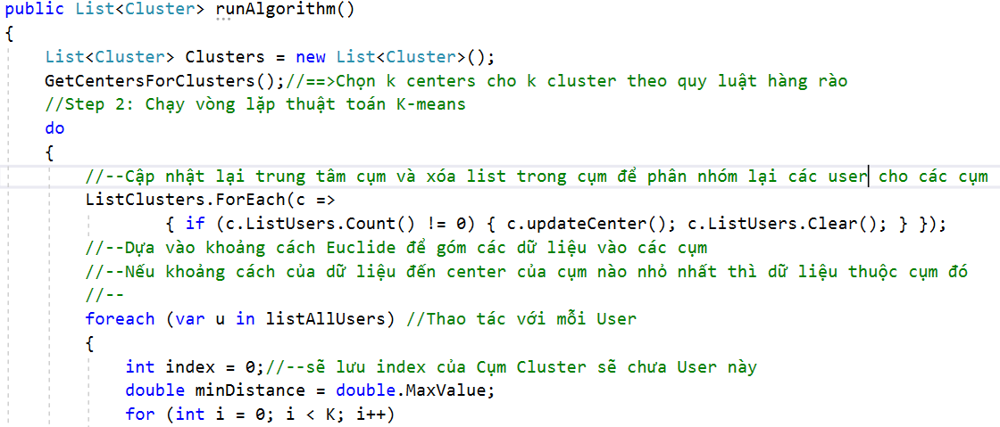 public List<Cluster> runAlgorithm()
{
List<Cluster> Clusters = new List<Cluster>();
GetCentersForClusters();//==>Chọn k centers cho k cluster theo quy luật hàng rào
//Step 2: Chạy vòng lặp thuật toán K-means
do
{
//--Cập nhật lại trung tâm cụm và xóa list trong cụm để phân nhóm lại các user cho các cụm
ListClusters.ForEach(c =>
{ if (c.ListUsers.Count() != 0) { c.updateCenter(); c.ListUsers.Clear(); } });
//--Dựa vào khoảng cách Euclide để góm các dữ liệu vào các cụm
//--Nếu khoảng cách của dữ liệu đến center của cụm nào nhỏ nhất thì dữ liệu thuộc cụm đó
//--
foreach (var u in listAllUsers) //Thao tác với mỗi User
{
int index = 0;//--sẽ lưu index của Cụm Cluster sẽ chưa User này
double minDistance = double.MaxValue;
for (int i = 0; i < K; i++)